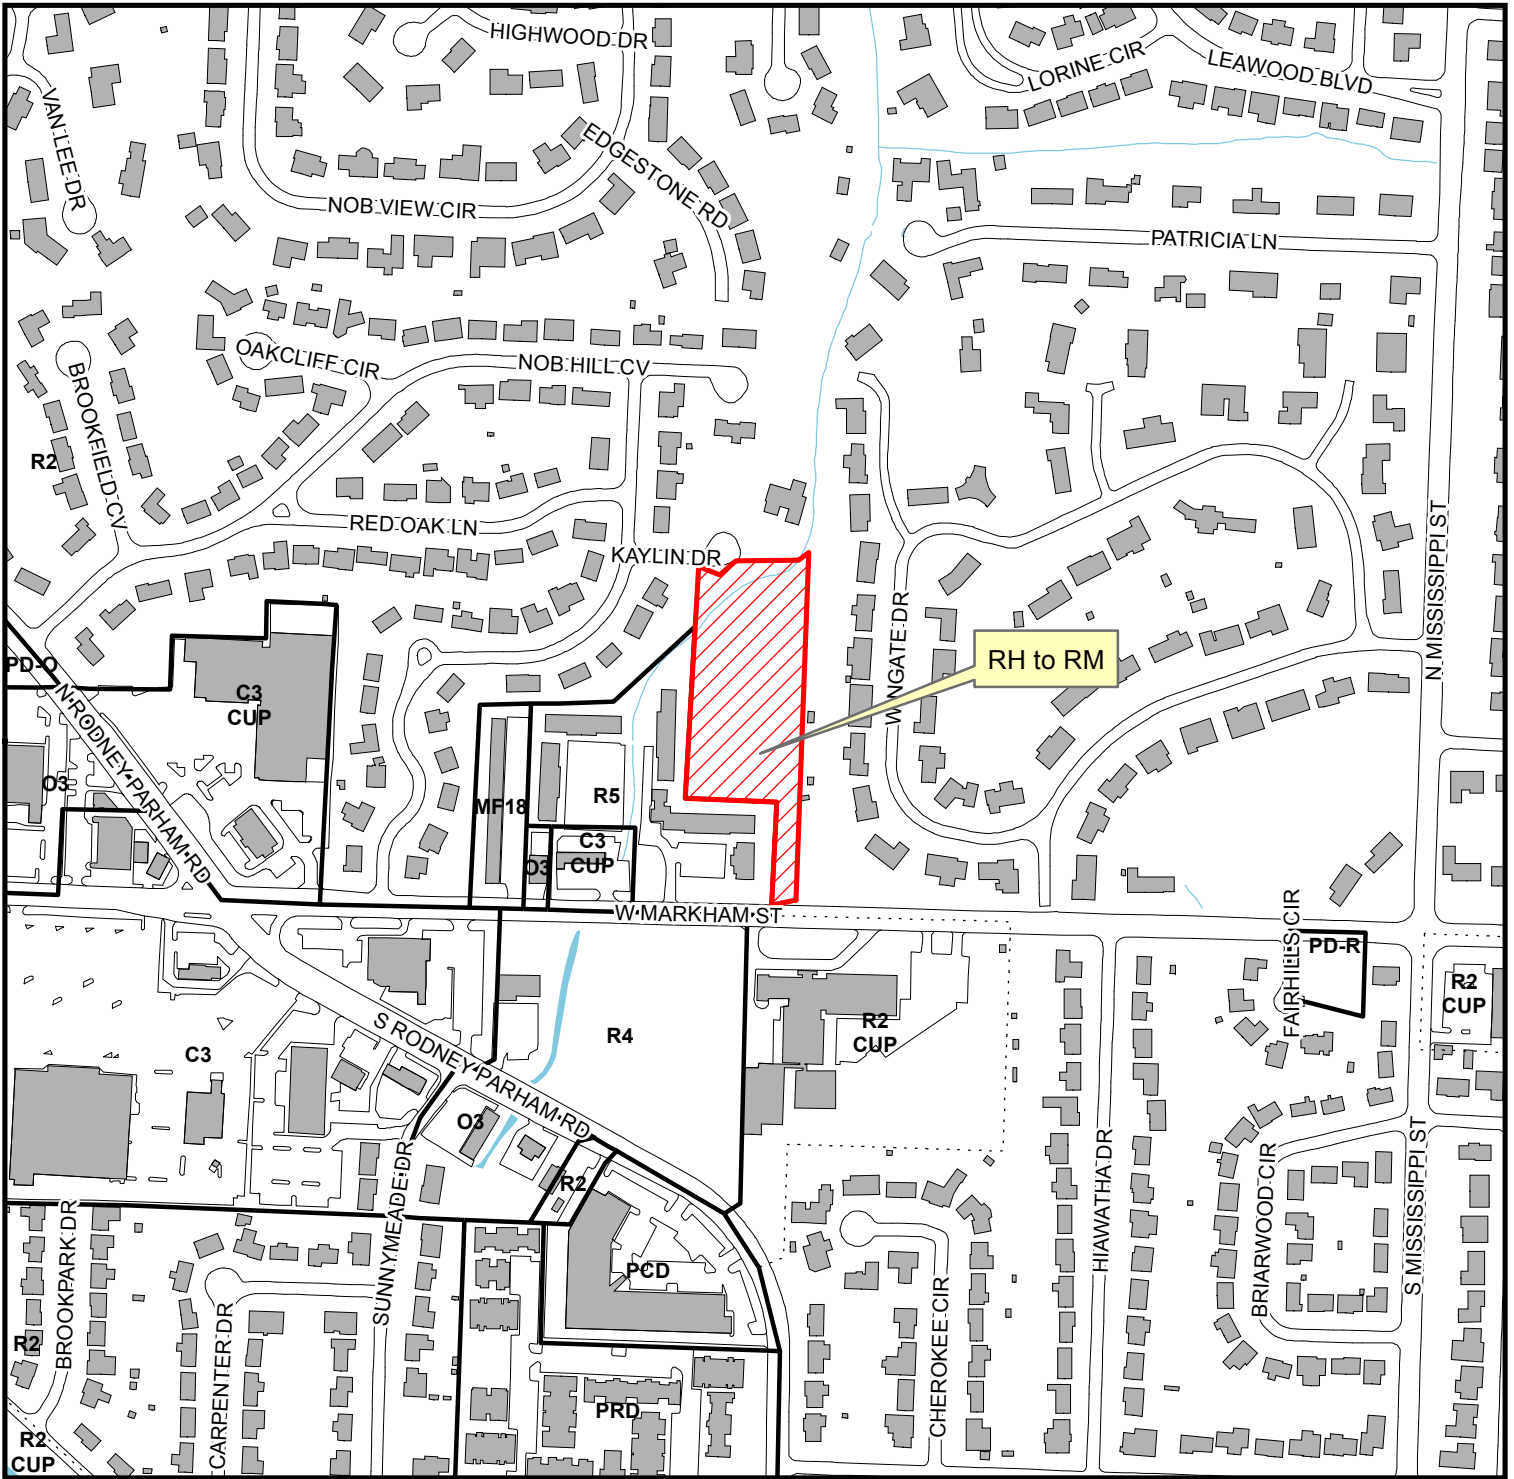 HIGHWOOD DR
LORINE CIR
LEAWOOD BLVD
VAN LEE DR
EDGESTONE RD
NOB VIEW CIR
PATRICIA LN
OAKCLIFF CIR
NOB HILL CV
BROOKFIELD CV
R2
RED OAK LN
KAYLIN DR
N MISSISSIPPI ST
WINGATE DR
RH to RM
PD-O
C3
CUP
N RODNEY PARHAM RD
O3
MF18
R5
C3
CUP
O3
W MARKHAM ST
FAIRHILLS CIR
PD-R
R2
CUP
R2
CUP
R4
S RODNEY PARHAM RD
C3
O3
R2
HIAWATHA DR
BRIARWOOD CIR
S MISSISSIPPI ST
SUNNYMEADE DR
BROOKPARK DR
PCD
CARPENTER DR
CHEROKEE CIR
R2
PRD
R2
CUP